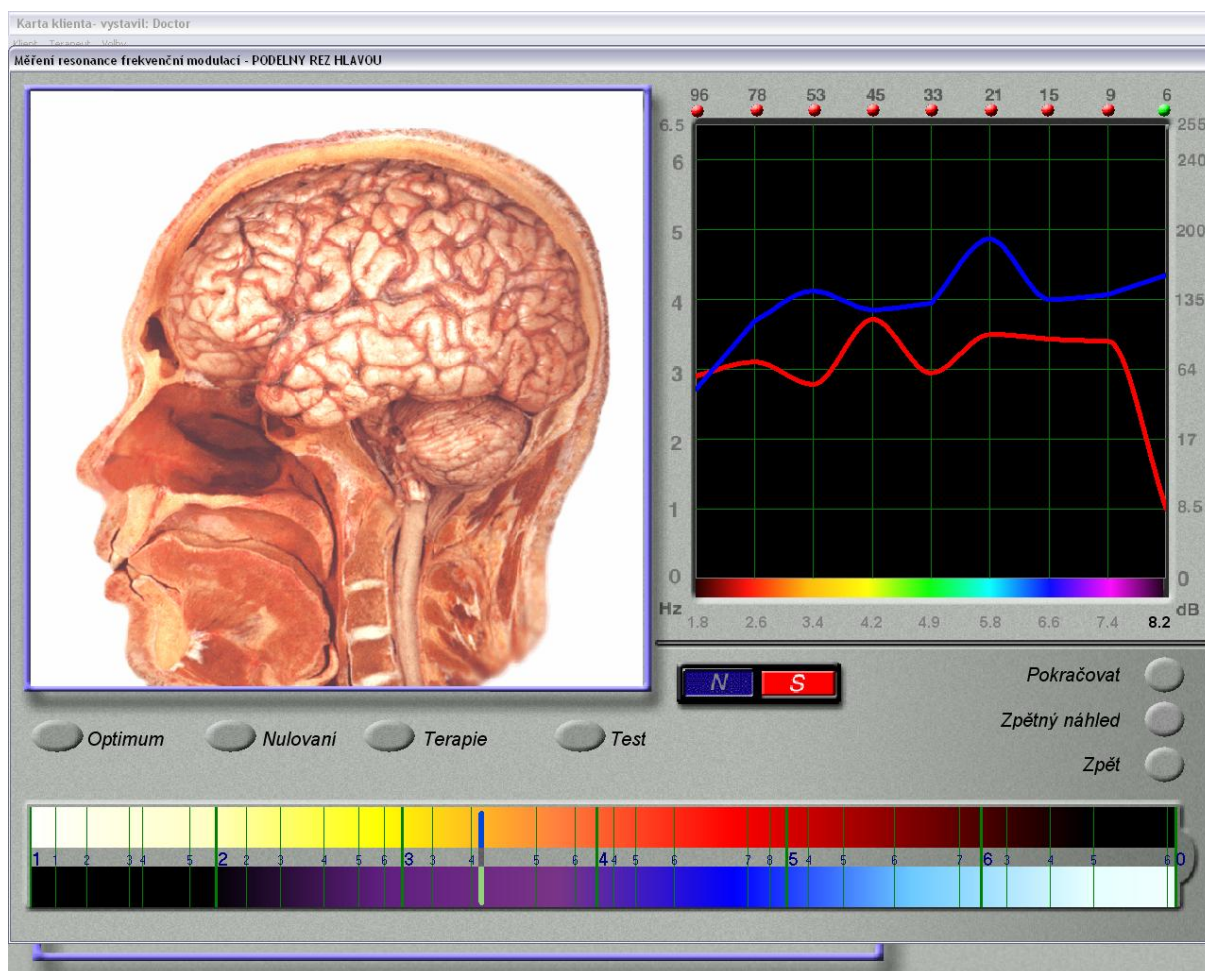 Karta klienta- vystavil: Doctor
Klient Terapeut Volby
Měření resonance frekvenční modulací - PODELNY REZ HLAVOU
96 78 53 45 33 21 15 9 6
6.5 255
6 240
5 200
4 135
3 64
2 17
1 8.5
0 0
Hz dB
1.8 2.6 3.4 4.2 4.9 5.8 6.6 7.4 8.2
N S
Pokračovat
Zpětný náhled
Zpět
Optimum Nulovani Terapie Test
1 1 2 3 4 5 2 2 3 4 5 6 3 3 4 5 6 4 4 5 6 7 8 5 4 5 6 7 6 3 4 5 6 0